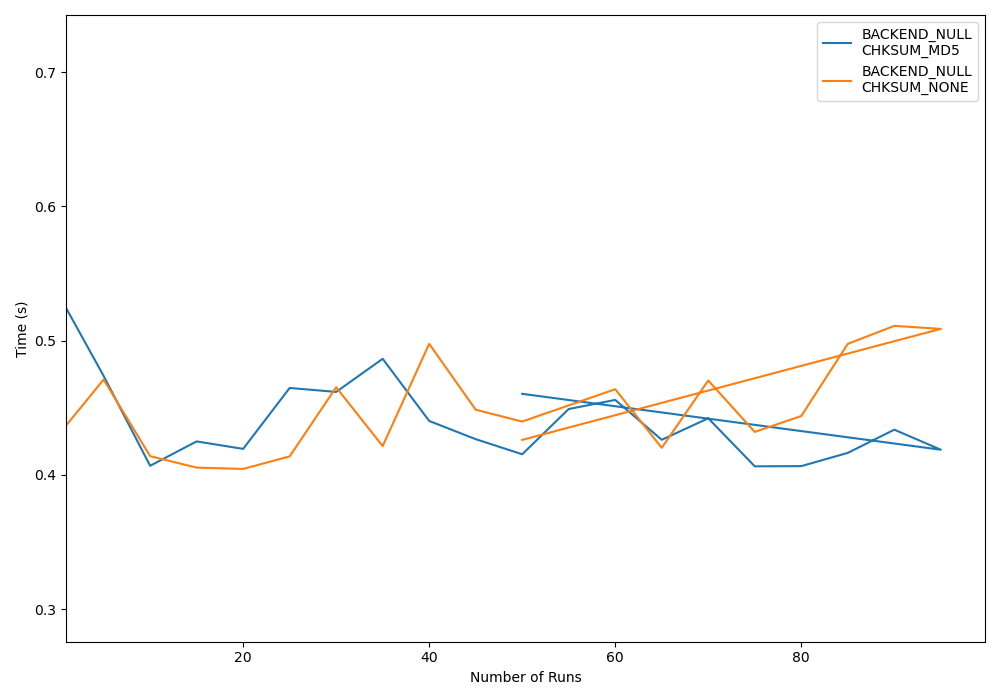 BACKEND_NULL
CHKSUM_MD5
BACKEND_NULL
CHKSUM_NONE
0.7
0.6
0.5
0.4
0.3
Time (s)
20
40
60
80
Number of Runs